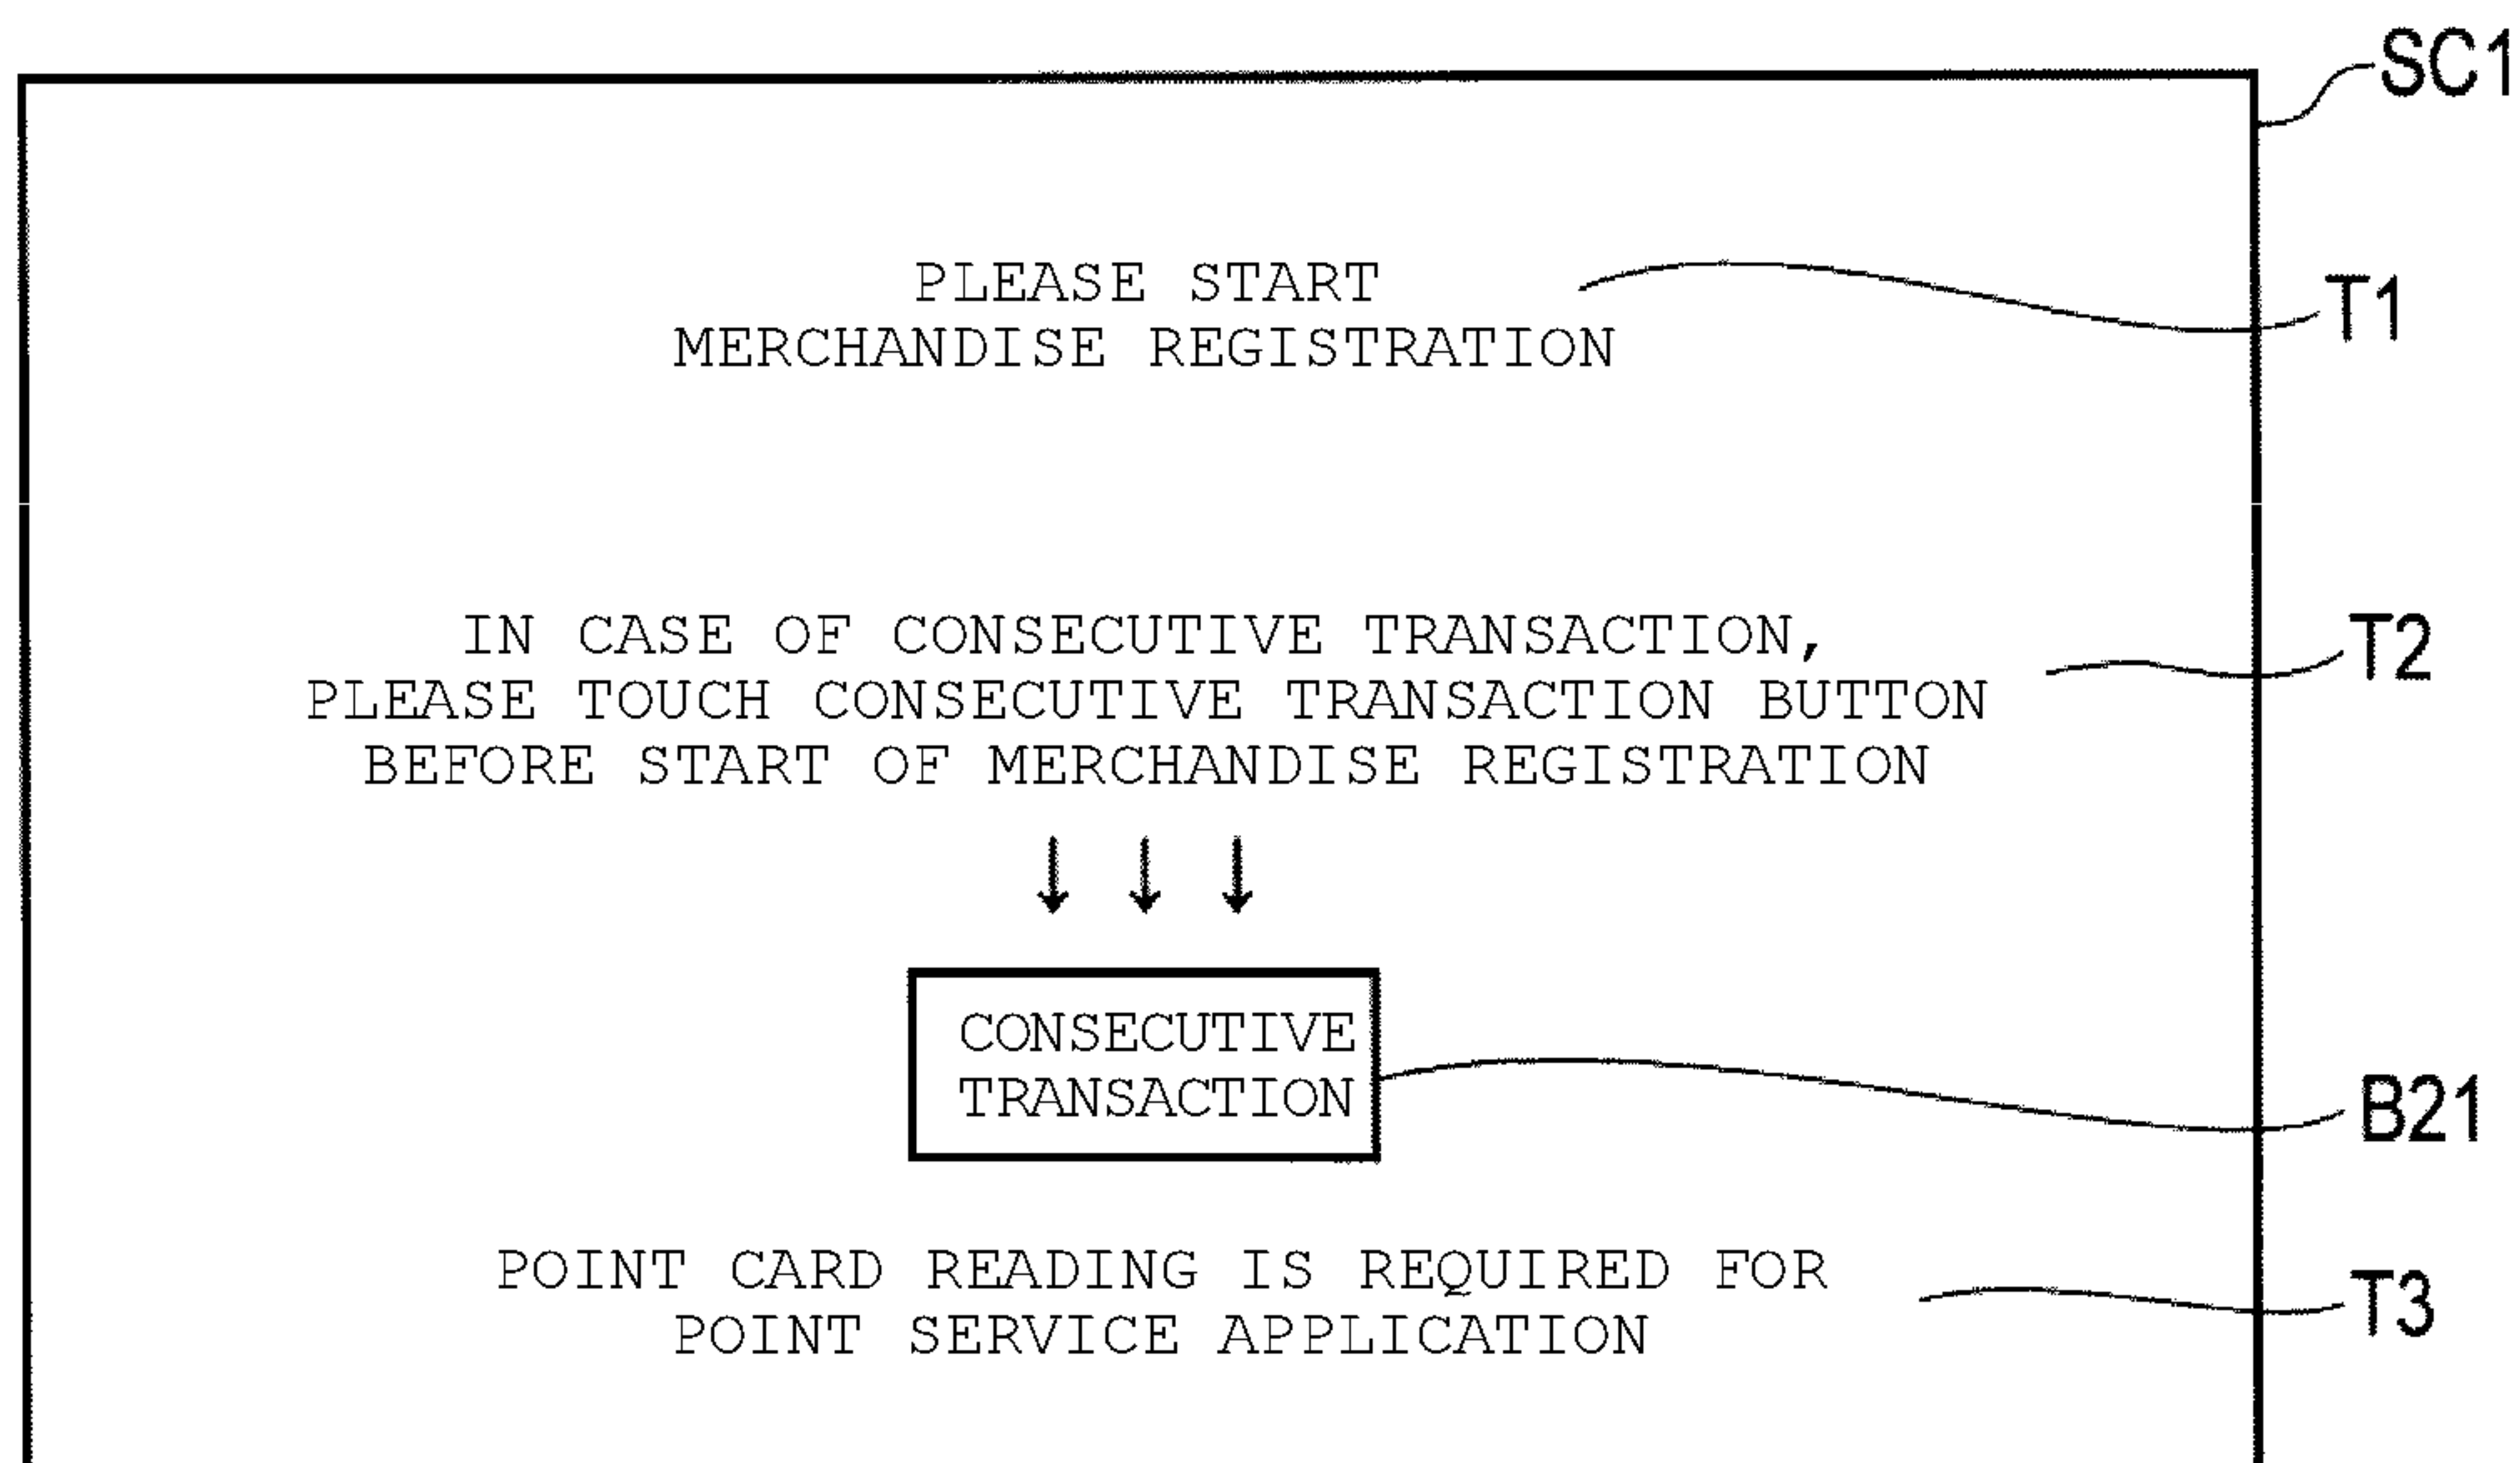 SC1
PLEASE START
MERCHANDISE REGISTRATION
T1
IN CASE OF CONSECUTIVE TRANSACTION,
PLEASE TOUCH CONSECUTIVE TRANSACTION BUTTON
BEFORE START OF MERCHANDISE REGISTRATION
T2
↓ ↓ ↓
CONSECUTIVE
TRANSACTION
B21
POINT CARD READING IS REQUIRED FOR
POINT SERVICE APPLICATION
T3